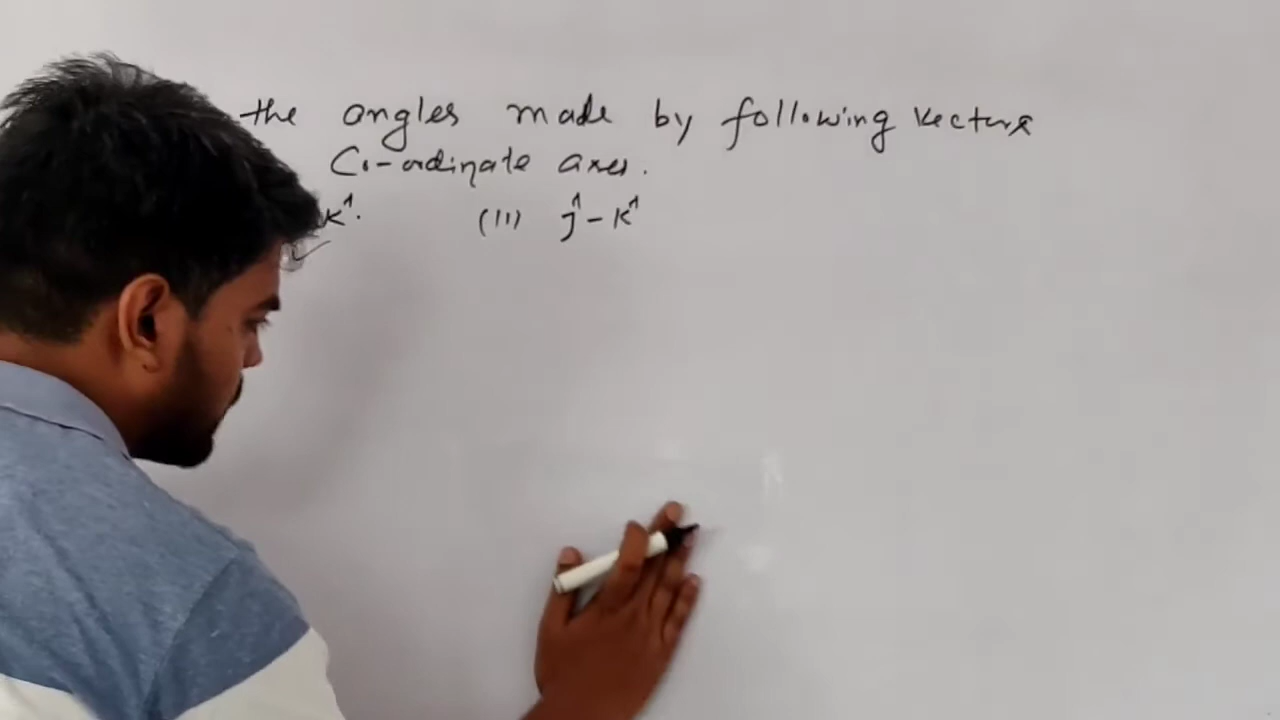 the angles made by following vectors
Co-ordinate axes.
k̂. (II) ĵ - k̂